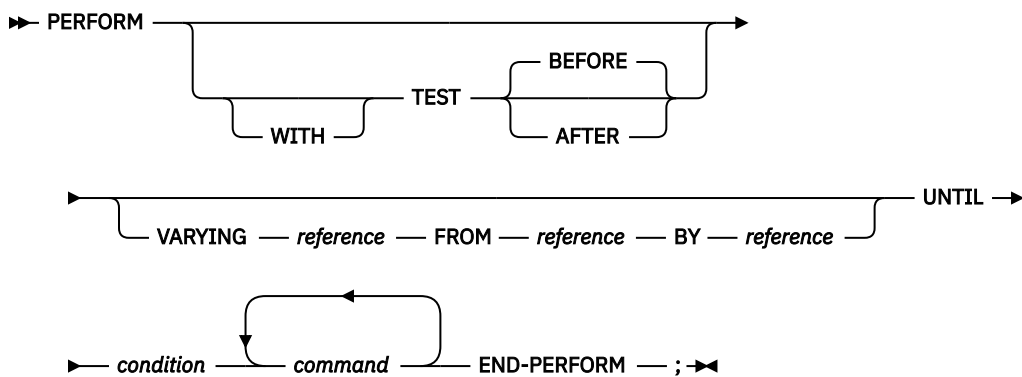 PERFORM
BEFORE
TEST
WITH
AFTER
UNTIL
VARYING reference FROM reference BY reference
condition command END-PERFORM ;